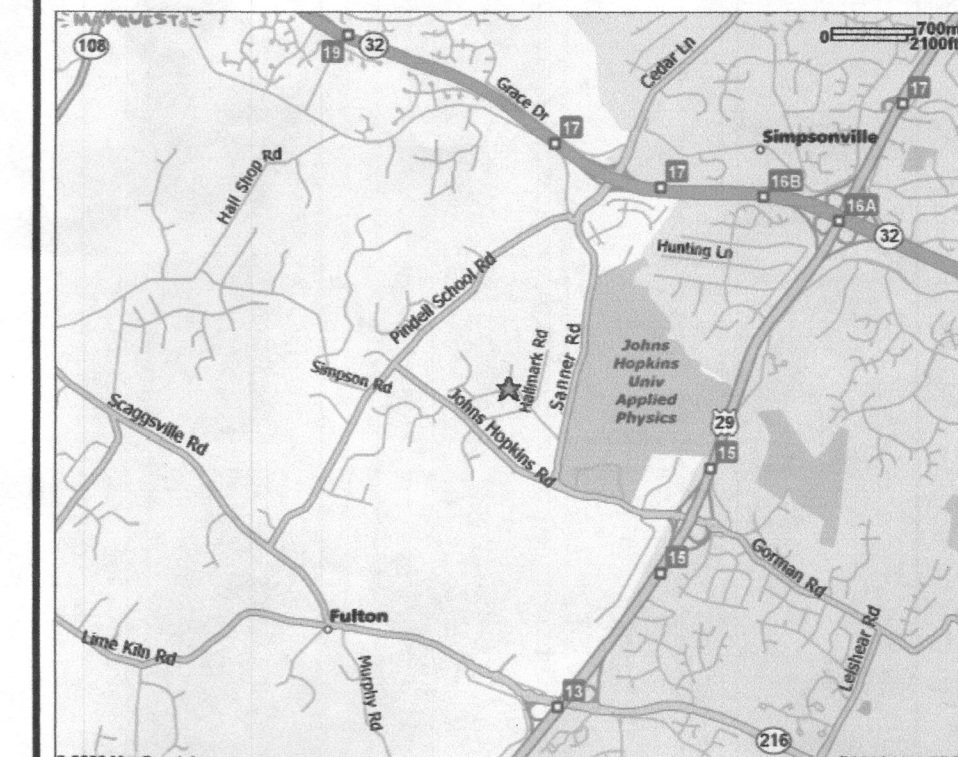 MAPQUEST
108
19
32
Grace Dr
Cedar Ln
0
700m
2100ft
17
17
Simpsonville
17
16B
16A
32
Hall Shop Rd
Hunting Ln
Pindell School Rd
Simpson Rd
Hallmark Rd
Sanner Rd
Johns
Hopkins
Univ
Applied
Physics
Scaggsville Rd
Johns Hopkins Rd
29
15
15
Gorman Rd
Fulton
Lime Kiln Rd
Murphy Rd
Leishear Rd
13
216